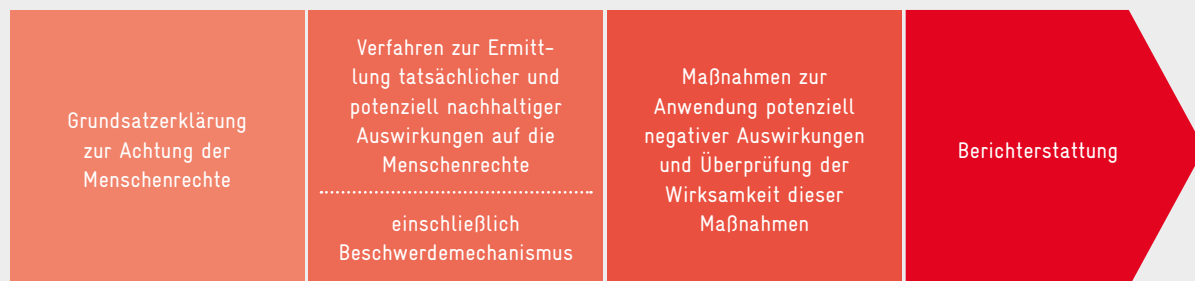 Grundsatzerklärung
zur Achtung der
Menschenrechte
Verfahren zur Ermitt-
lung tatsächlicher und
potenziell nachhaltiger
Auswirkungen auf die
Menschenrechte
einschließlich
Beschwerdemechanismus
Maßnahmen zur
Anwendung potenziell
negativer Auswirkungen
und Überprüfung der
Wirksamkeit dieser
Maßnahmen
Berichterstattung